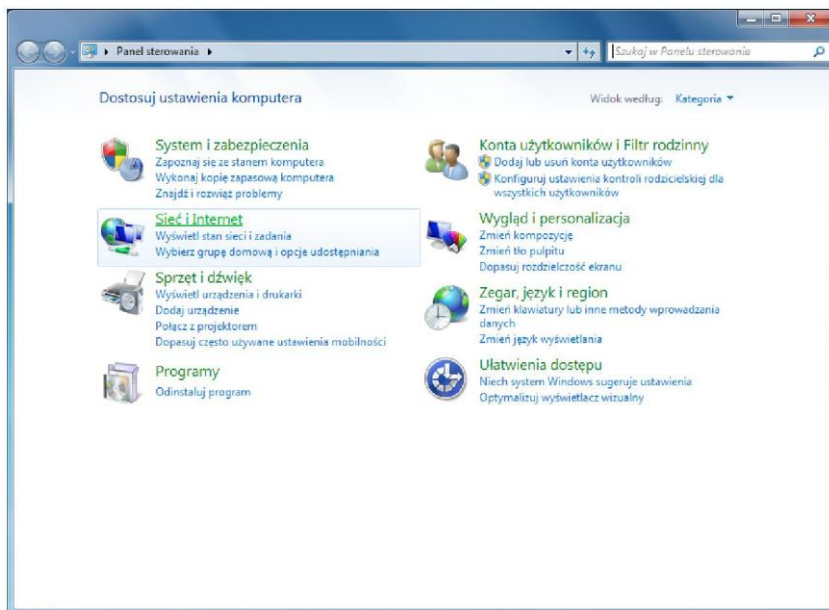 Panel sterowania
Szukaj w Panelu sterowania
Dostosuj ustawienia komputera
Widok według: Kategoria
System i zabezpieczenia
Zapoznaj się ze stanem komputera
Wykonaj kopię zapasową komputera
Znajdź i rozwiąż problemy
Sieć i Internet
Wyświetl stan sieci i zadania
Wybierz grupę domową i opcje udostępniania
Sprzęt i dźwięk
Wyświetl urządzenia i drukarki
Dodaj urządzenie
Połącz z projektorem
Dopasuj często używane ustawienia mobilności
Programy
Odinstaluj program
Konta użytkowników i Filtr rodzinny
Dodaj lub usuń konta użytkowników
Konfiguruj ustawienia kontroli rodzicielskiej dla
wszystkich użytkowników
Wygląd i personalizacja
Zmień kompozycję
Zmień tło pulpitu
Dopasuj rozdzielczość ekranu
Zegar, język i region
Zmień klawiatury lub inne metody wprowadzania
danych
Zmień język wyświetlania
Ułatwienia dostępu
Niech system Windows sugeruje ustawienia
Optymalizuj wyświetlacz wizualny